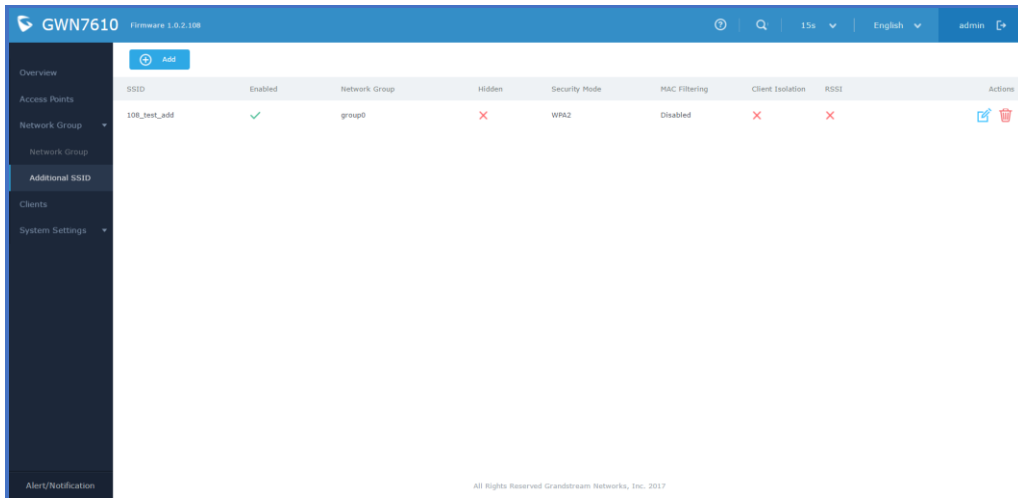 GWN7610 Firmware 1.0.2.108 15s English admin
Overview
Access Points
Network Group
Network Group
Additional SSID
Clients
System Settings
Alert/Notification
Add
SSID Enabled Network Group Hidden Security Mode MAC Filtering Client Isolation RSSI Actions
108_test_add group0 WPA2 Disabled
All Rights Reserved Grandstream Networks, Inc. 2017